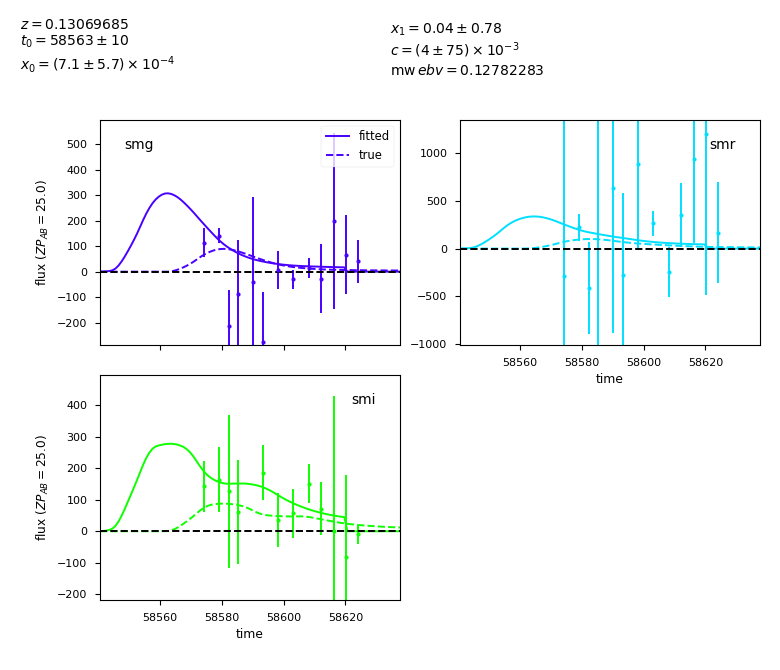 z = 0.13069685
t₀ = 58563 ± 10
x₀ = (7.1 ± 5.7) × 10⁻⁴
x₁ = 0.04 ± 0.78
c = (4 ± 75) × 10⁻³
mw ebv = 0.12782283
smg
fitted
true
500
400
300
200
100
0
−100
−200
flux (ZP_AB = 25.0)
smr
1000
500
0
−500
−1000
58560 58580 58600 58620
time
smi
400
300
200
100
0
−100
−200
flux (ZP_AB = 25.0)
58560 58580 58600 58620
time